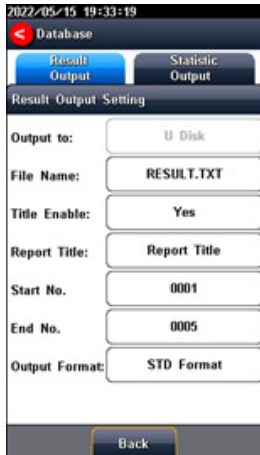 2022/05/15 19:33:19
< Database
Result Output
Statistic Output
Result Output Setting
Output to: U Disk
File Name: RESULT.TXT
Title Enable: Yes
Report Title: Report Title
Start No. 0001
End No. 0005
Output Format: STD Format
Back